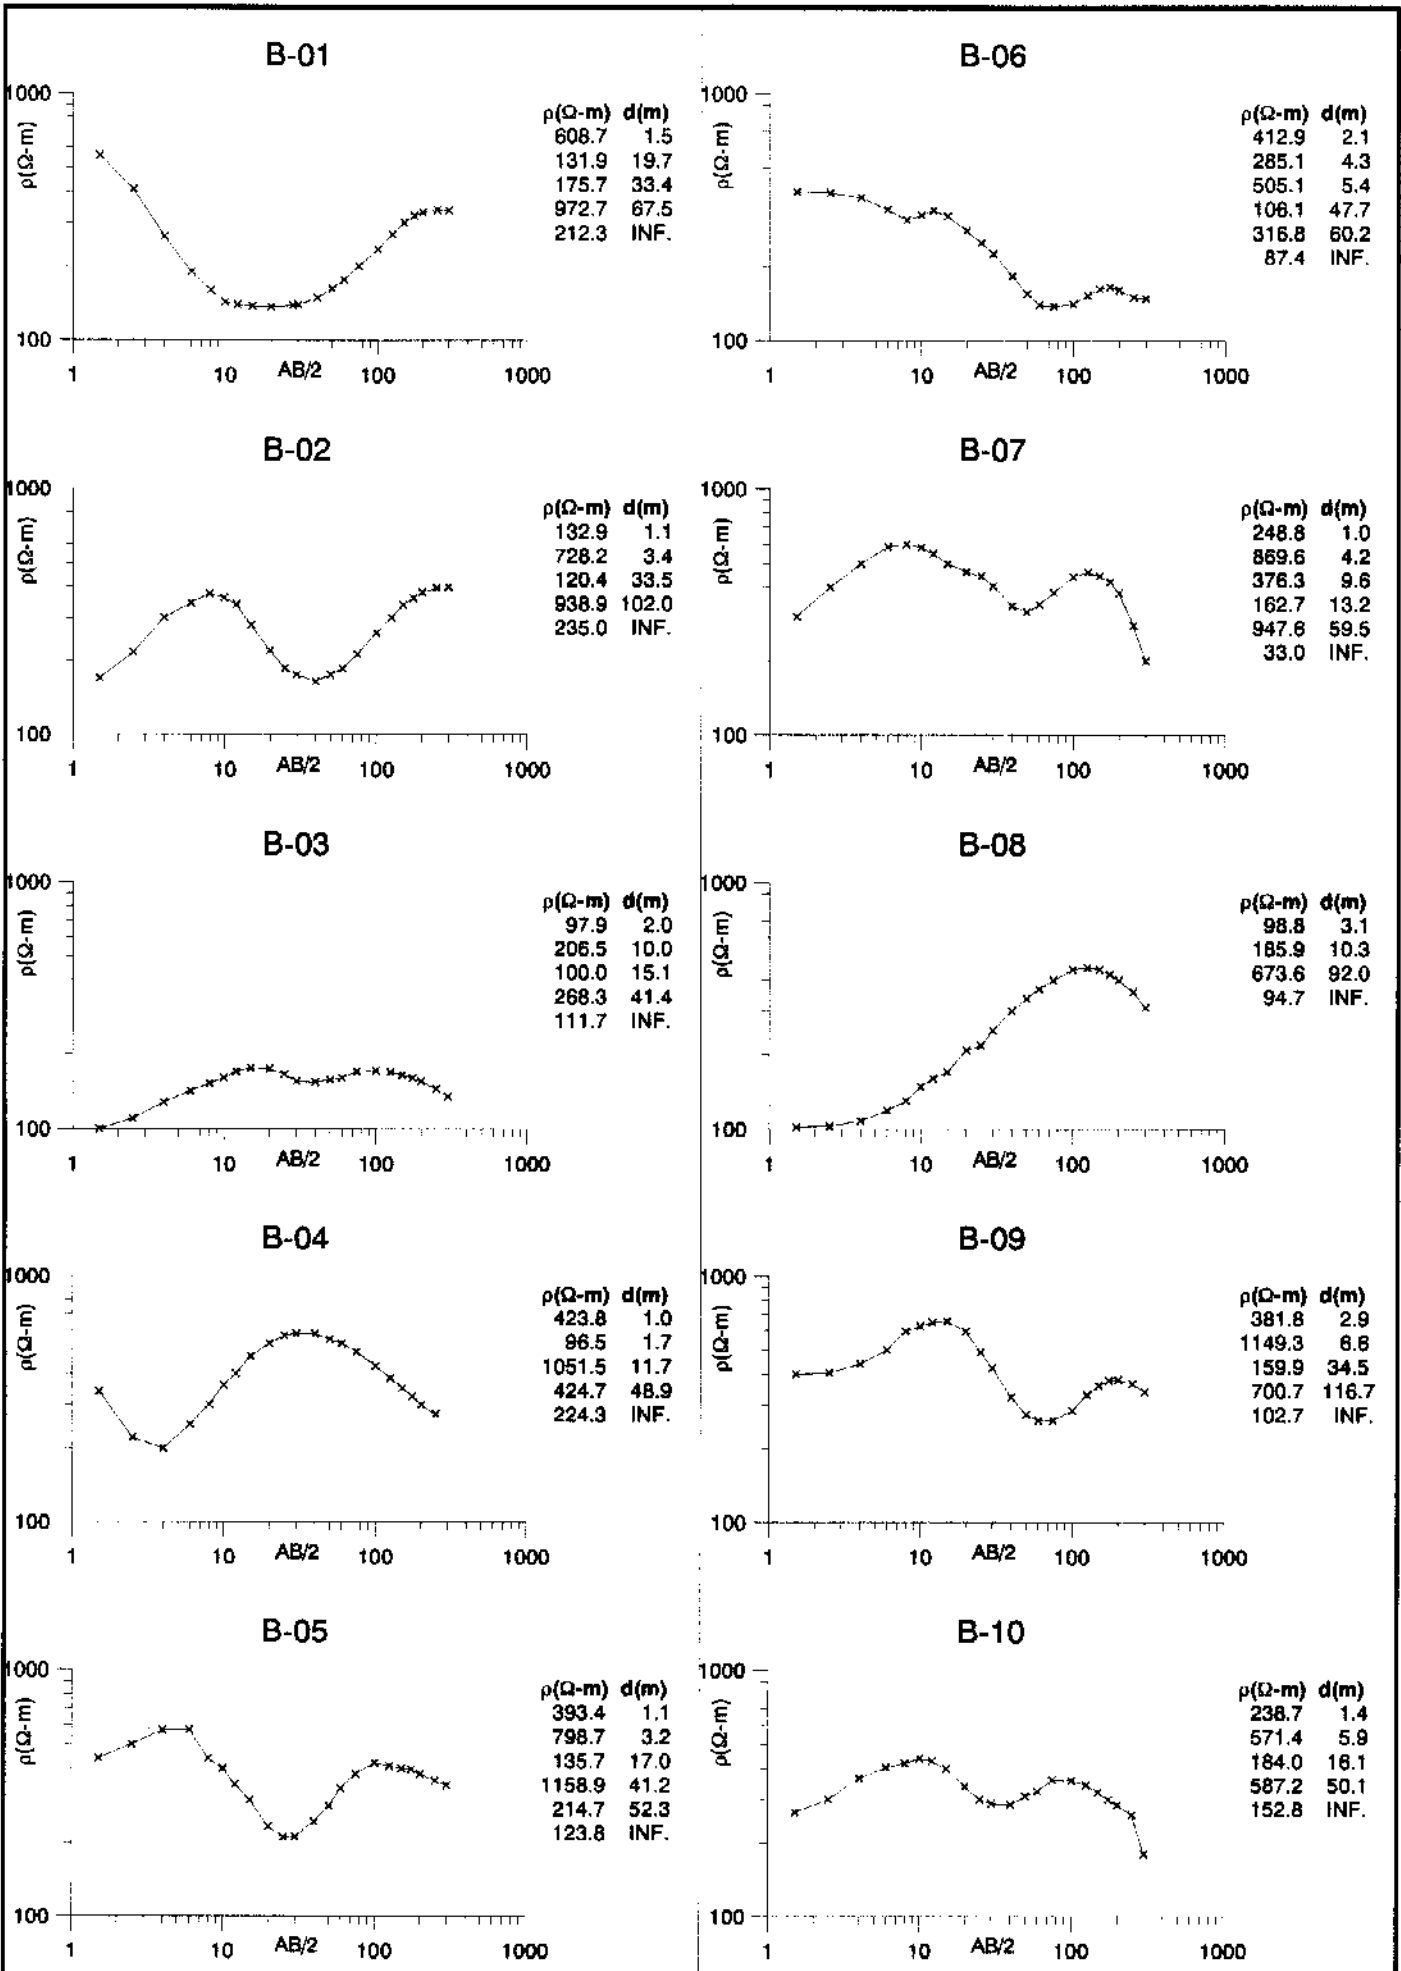 B-01
1000
ρ(Ω-m)
100
1 10 AB/2 100 1000
ρ(Ω-m) d(m)
608.7 1.5
131.9 19.7
175.7 33.4
972.7 67.5
212.3 INF.
B-02
1000
ρ(Ω-m)
100
1 10 AB/2 100 1000
ρ(Ω-m) d(m)
132.9 1.1
728.2 3.4
120.4 33.5
938.9 102.0
235.0 INF.
B-03
1000
ρ(Ω-m)
100
1 10 AB/2 100 1000
ρ(Ω-m) d(m)
97.9 2.0
206.5 10.0
100.0 15.1
268.3 41.4
111.7 INF.
B-04
1000
ρ(Ω-m)
100
1 10 AB/2 100 1000
ρ(Ω-m) d(m)
423.8 1.0
96.5 1.7
1051.5 11.7
424.7 48.9
224.3 INF.
B-05
1000
ρ(Ω-m)
100
1 10 AB/2 100 1000
ρ(Ω-m) d(m)
393.4 1.1
798.7 3.2
135.7 17.0
1158.9 41.2
214.7 52.3
123.8 INF.
B-06
1000
ρ(Ω-m)
100
1 10 AB/2 100 1000
ρ(Ω-m) d(m)
412.9 2.1
285.1 4.3
505.1 5.4
106.1 47.7
316.8 60.2
87.4 INF.
B-07
1000
ρ(Ω-m)
100
1 10 AB/2 100 1000
ρ(Ω-m) d(m)
248.8 1.0
869.6 4.2
376.3 9.6
162.7 13.2
947.6 59.5
33.0 INF.
B-08
1000
ρ(Ω-m)
100
1 10 AB/2 100 1000
ρ(Ω-m) d(m)
98.8 3.1
185.9 10.3
673.6 92.0
94.7 INF.
B-09
1000
ρ(Ω-m)
100
1 10 AB/2 100 1000
ρ(Ω-m) d(m)
381.8 2.9
1149.3 6.6
159.9 34.5
700.7 116.7
102.7 INF.
B-10
1000
ρ(Ω-m)
100
1 10 AB/2 100 1000
ρ(Ω-m) d(m)
238.7 1.4
571.4 5.9
184.0 16.1
587.2 50.1
152.8 INF.